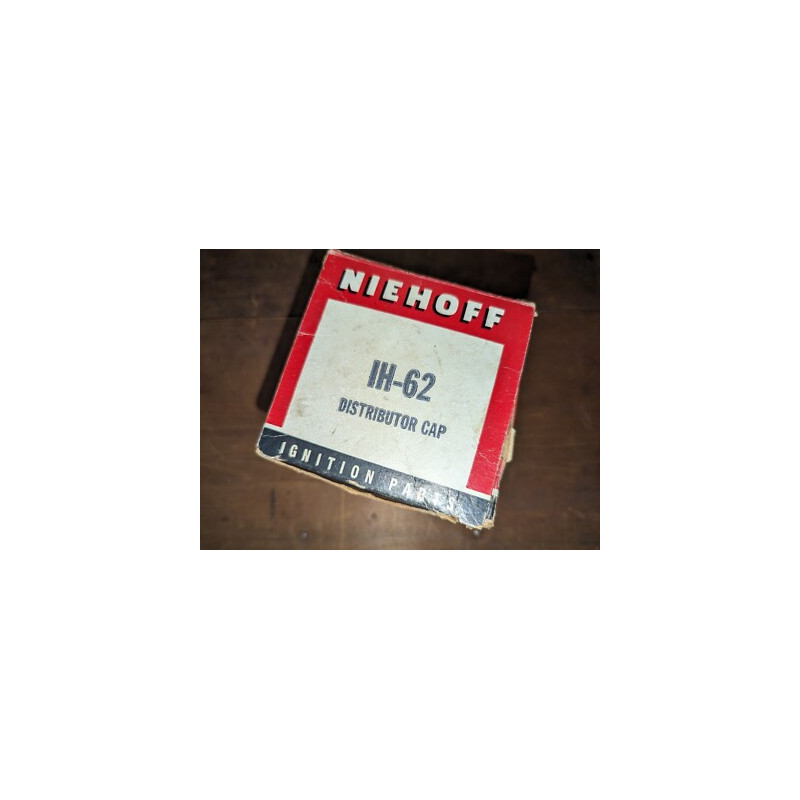 NIEHOFF
IH-62
DISTRIBUTOR CAP
IGNITION PARTS